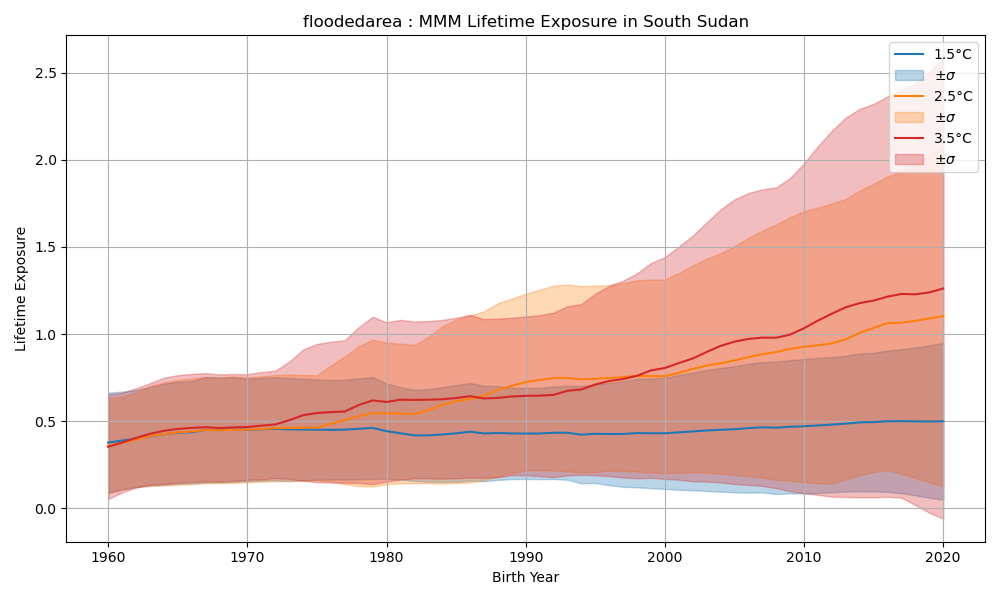 floodedarea : MMM Lifetime Exposure in South Sudan
Lifetime Exposure
2.5
2.0
1.5
1.0
0.5
0.0
1.5°C
±σ
2.5°C
±σ
3.5°C
±σ
1960 1970 1980 1990 2000 2010 2020
Birth Year